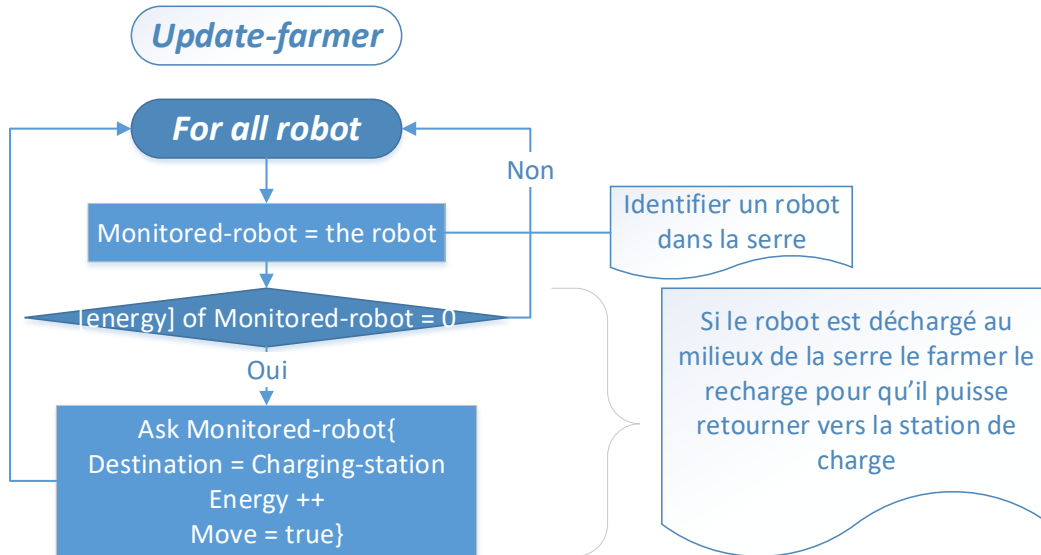 Update-farmer
For all robot
Non
Monitored-robot = the robot
Identifier un robot
dans la serre
[energy] of Monitored-robot = 0
Oui
Si le robot est déchargé au
milieux de la serre le farmer le
recharge pour qu’il puisse
retourner vers la station de
charge
Ask Monitored-robot{
Destination = Charging-station
Energy ++
Move = true}